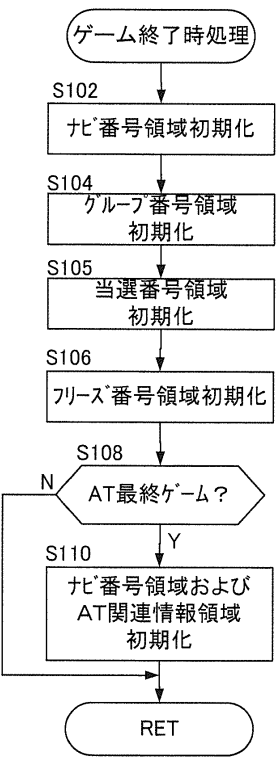 ゲーム終了時処理
S102
ﾅﾋﾞ番号領域初期化
S104
ｸﾞﾙｰﾌﾟ番号領域
初期化
S105
当選番号領域
初期化
S106
ﾌﾘｰｽﾞ番号領域初期化
S108
AT最終ｹﾞｰﾑ？
N
Y
S110
ﾅﾋﾞ番号領域および
AT関連情報領域
初期化
RET